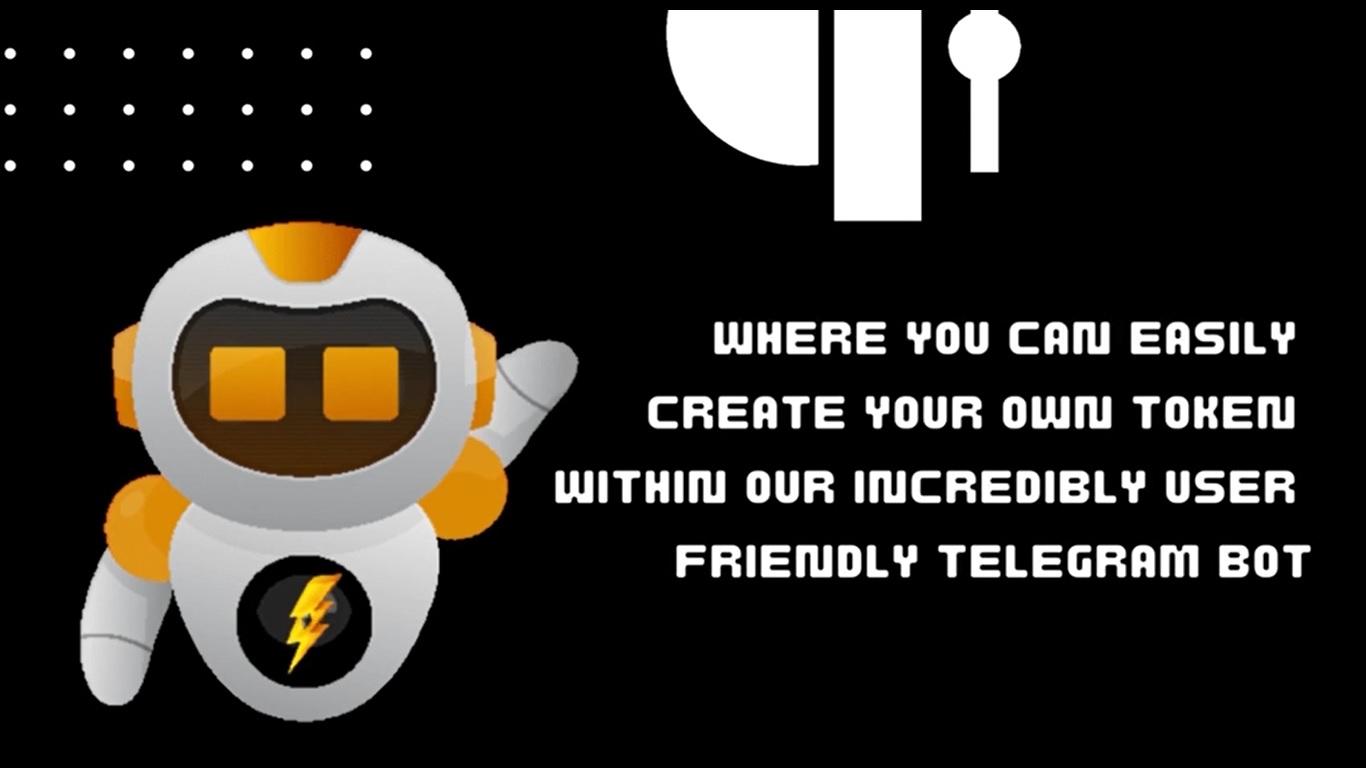 WHERE YOU CAN EASILY
CREATE YOUR OWN TOKEN
WITHIN OUR INCREDIBLY USER
FRIENDLY TELEGRAM BOT